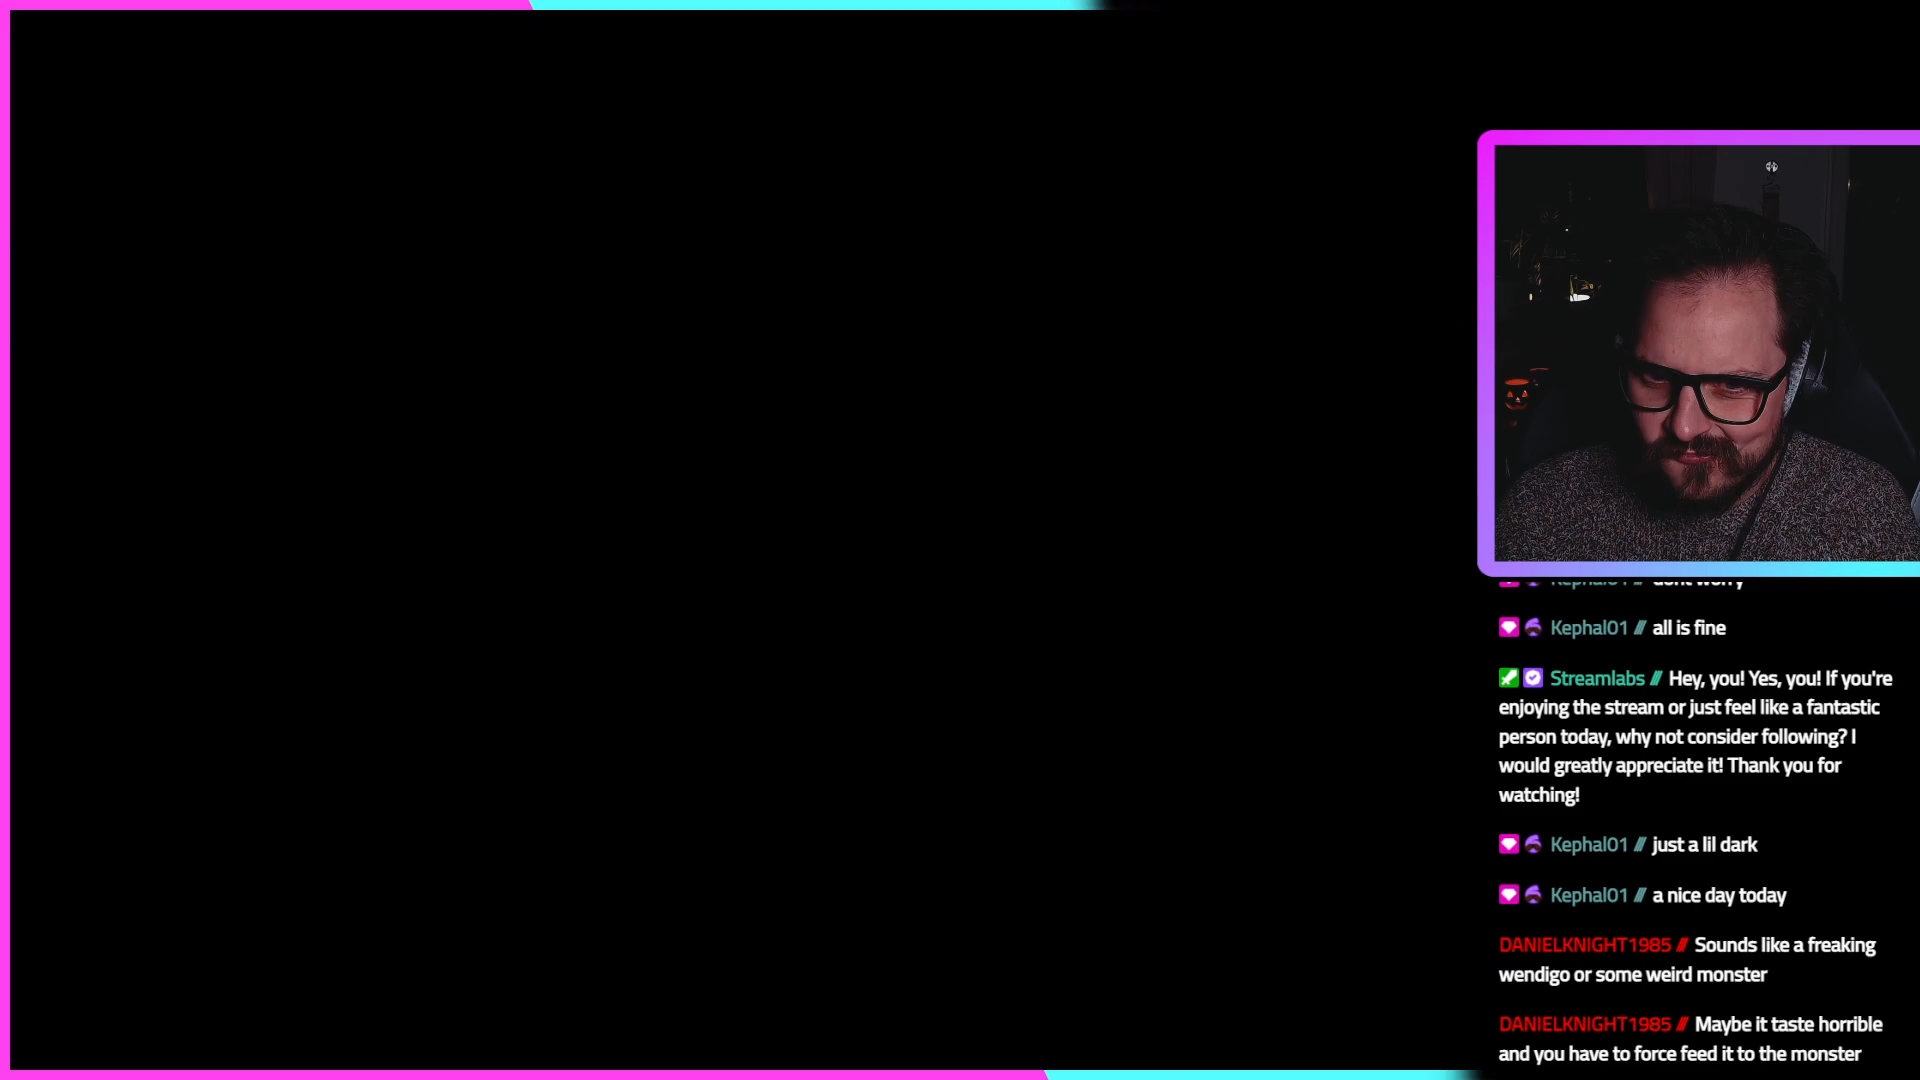 Kephal01 /// dont worry
Kephal01 /// all is fine
Streamlabs /// Hey, you! Yes, you! If you're
enjoying the stream or just feel like a fantastic
person today, why not consider following? I
would greatly appreciate it! Thank you for
watching!
Kephal01 /// just a lil dark
Kephal01 /// a nice day today
DANIELKNIGHT1985 /// Sounds like a freaking
wendigo or some weird monster
DANIELKNIGHT1985 /// Maybe it taste horrible
and you have to force feed it to the monster